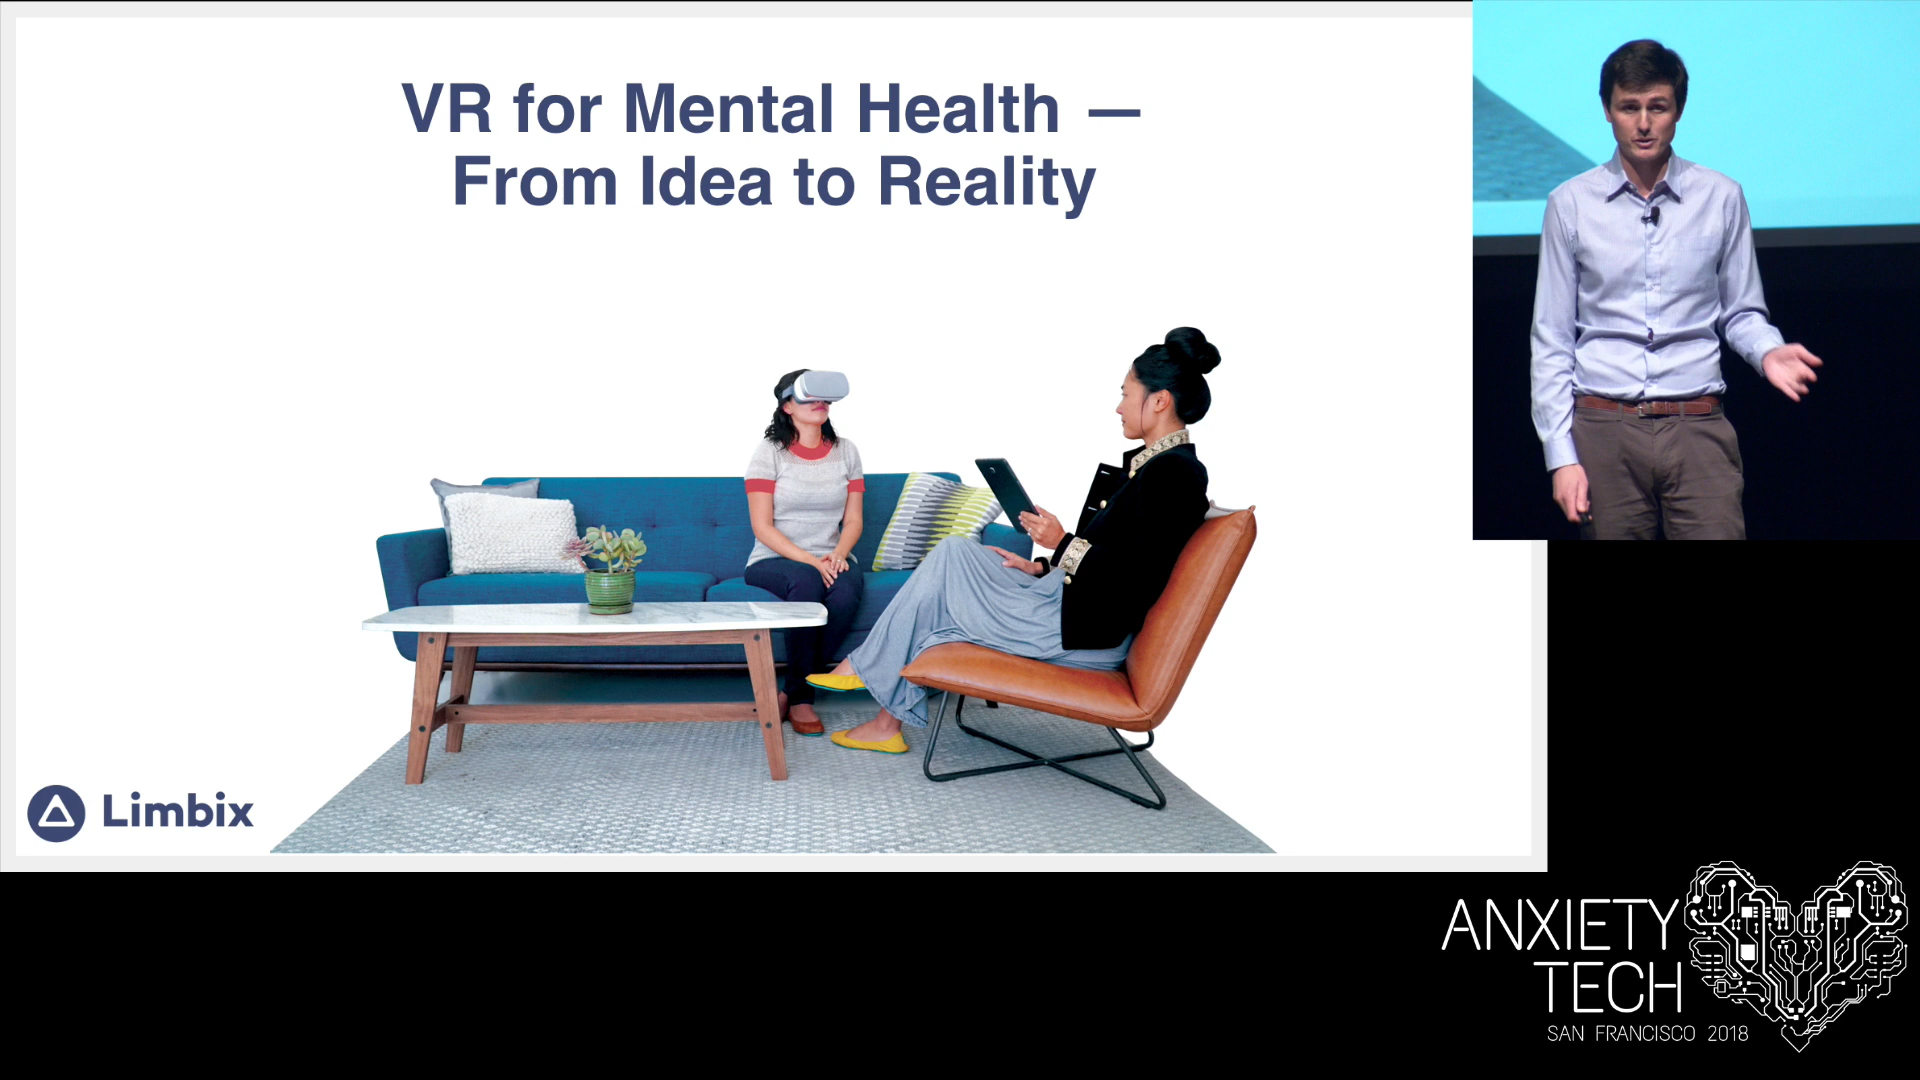 VR for Mental Health —
From Idea to Reality
Limbix
ANXIETY
TECH
SAN FRANCISCO 2018